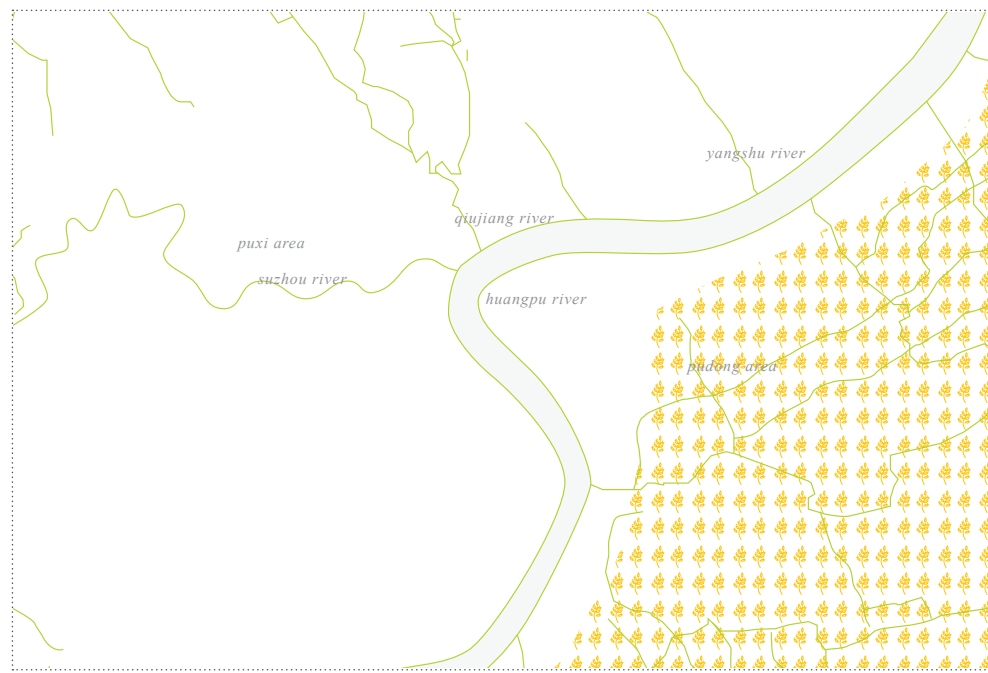 yangshu river
qiujiang river
puxi area
suzhou river
huangpu river
pudong area